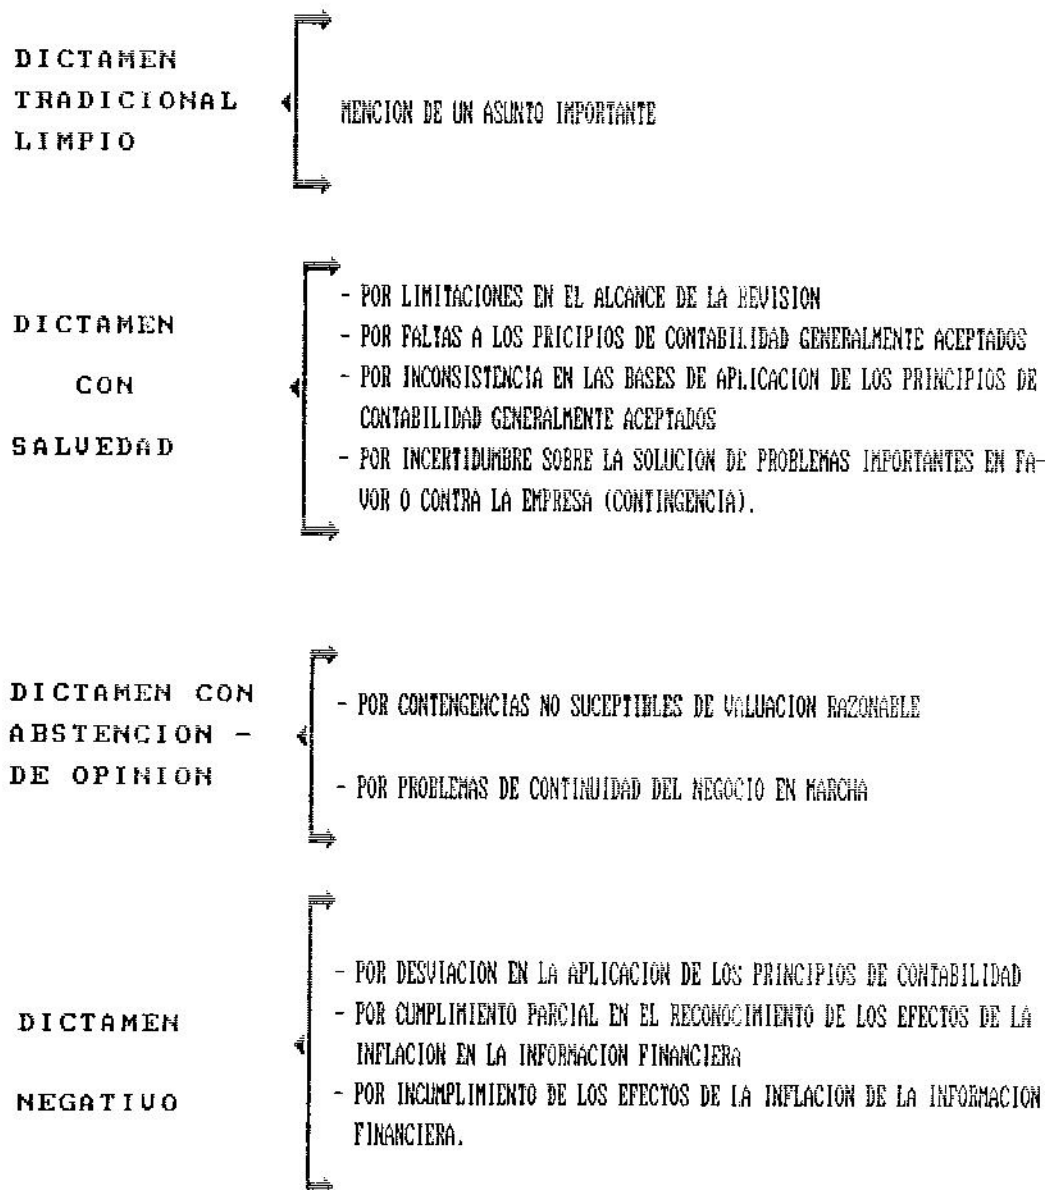 DICTAMEN
TRADICIONAL
LIMPIO
MENCION DE UN ASUNTO IMPORTANTE
DICTAMEN
CON
SALVEDAD
- POR LIMITACIONES EN EL ALCANCE DE LA REVISION
- POR FALTAS A LOS PRICIPIOS DE CONTABILIDAD GENERALMENTE ACEPTADOS
- POR INCONSISTENCIA EN LAS BASES DE APLICACION DE LOS PRINCIPIOS DE
CONTABILIDAD GENERALMENTE ACEPTADOS
- POR INCERTIDUMBRE SOBRE LA SOLUCION DE PROBLEMAS IMPORTANTES EN FA-
VOR O CONTRA LA EMPRESA (CONTINGENCIA).
DICTAMEN CON
ABSTENCION -
DE OPINION
- POR CONTENGENCIAS NO SUCEPTIBLES DE VALUACION RAZONABLE
- POR PROBLEMAS DE CONTINUIDAD DEL NEGOCIO EN MARCHA
DICTAMEN
NEGATIVO
- POR DESVIACION EN LA APLICACION DE LOS PRINCIPIOS DE CONTABILIDAD
- POR CUMPLIMIENTO PARCIAL EN EL RECONOCIMIENTO DE LOS EFECTOS DE LA
INFLACION EN LA INFORMACION FINANCIERA
- POR INCUMPLIMIENTO DE LOS EFECTOS DE LA INFLACION DE LA INFORMACION
FINANCIERA.